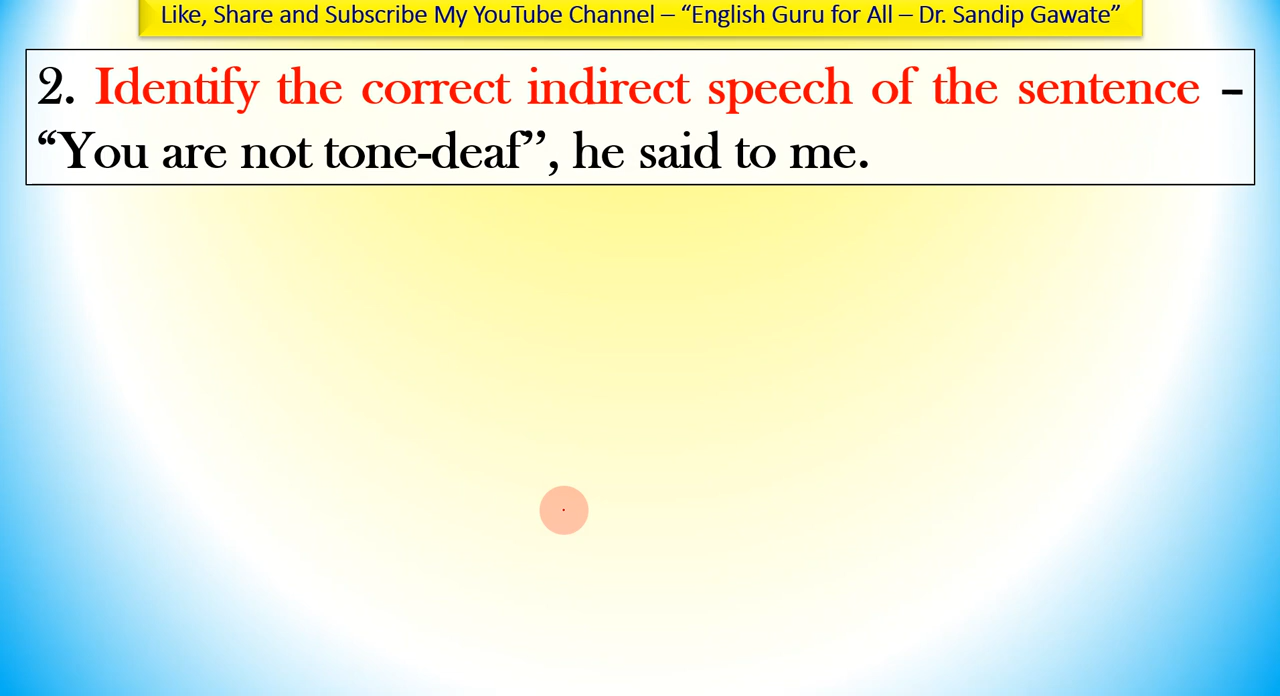 Like, Share and Subscribe My YouTube Channel – “English Guru for All – Dr. Sandip Gawate”
2. Identify the correct indirect speech of the sentence –
“You are not tone-deaf”, he said to me.